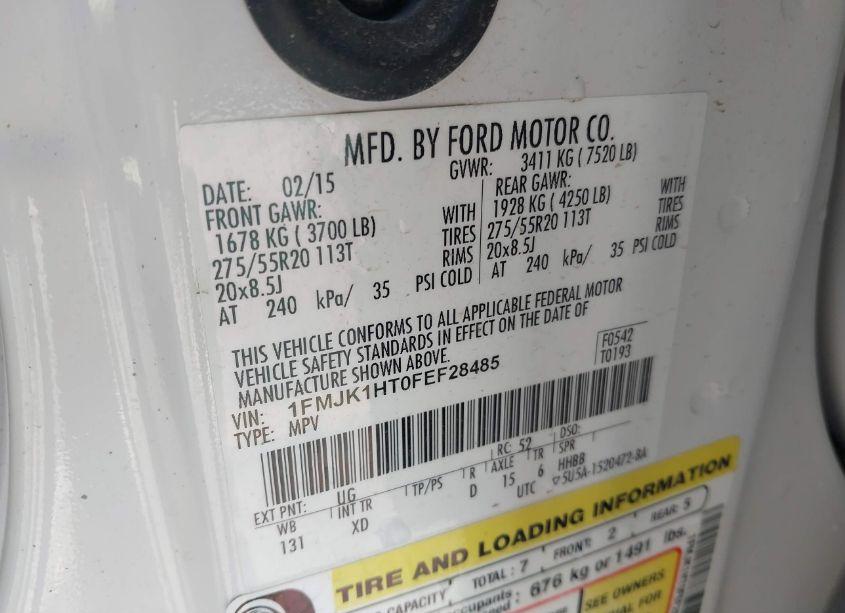 MFD. BY FORD MOTOR CO.
DATE: 02/15 GVWR: 3411 KG ( 7520 LB)
FRONT GAWR: REAR GAWR:
1678 KG ( 3700 LB) WITH 1928 KG ( 4250 LB) WITH
275/55R20 113T TIRES 275/55R20 113T TIRES
20x8.5J RIMS 20x8.5J RIMS
AT 240 kPa/ 35 PSI COLD AT 240 kPa/ 35 PSI COLD
THIS VEHICLE CONFORMS TO ALL APPLICABLE FEDERAL MOTOR
VEHICLE SAFETY STANDARDS IN EFFECT ON THE DATE OF
MANUFACTURE SHOWN ABOVE.
F0542
T0193
VIN: 1FMJK1HT0FEF28485
TYPE: MPV
EXT PNT: UG RC: 52 DSO:
WB INT TR TP/PS R AXLE TR SPR
131 XD D 15 6 HHBB
UTC ▽5U5A-1520472-BA
TIRE AND LOADING INFORMATION
CAPACITY TOTAL: 7 FRONT: 2 REAR: 5
676 kg or 1491 lbs.
SEE OWNERS